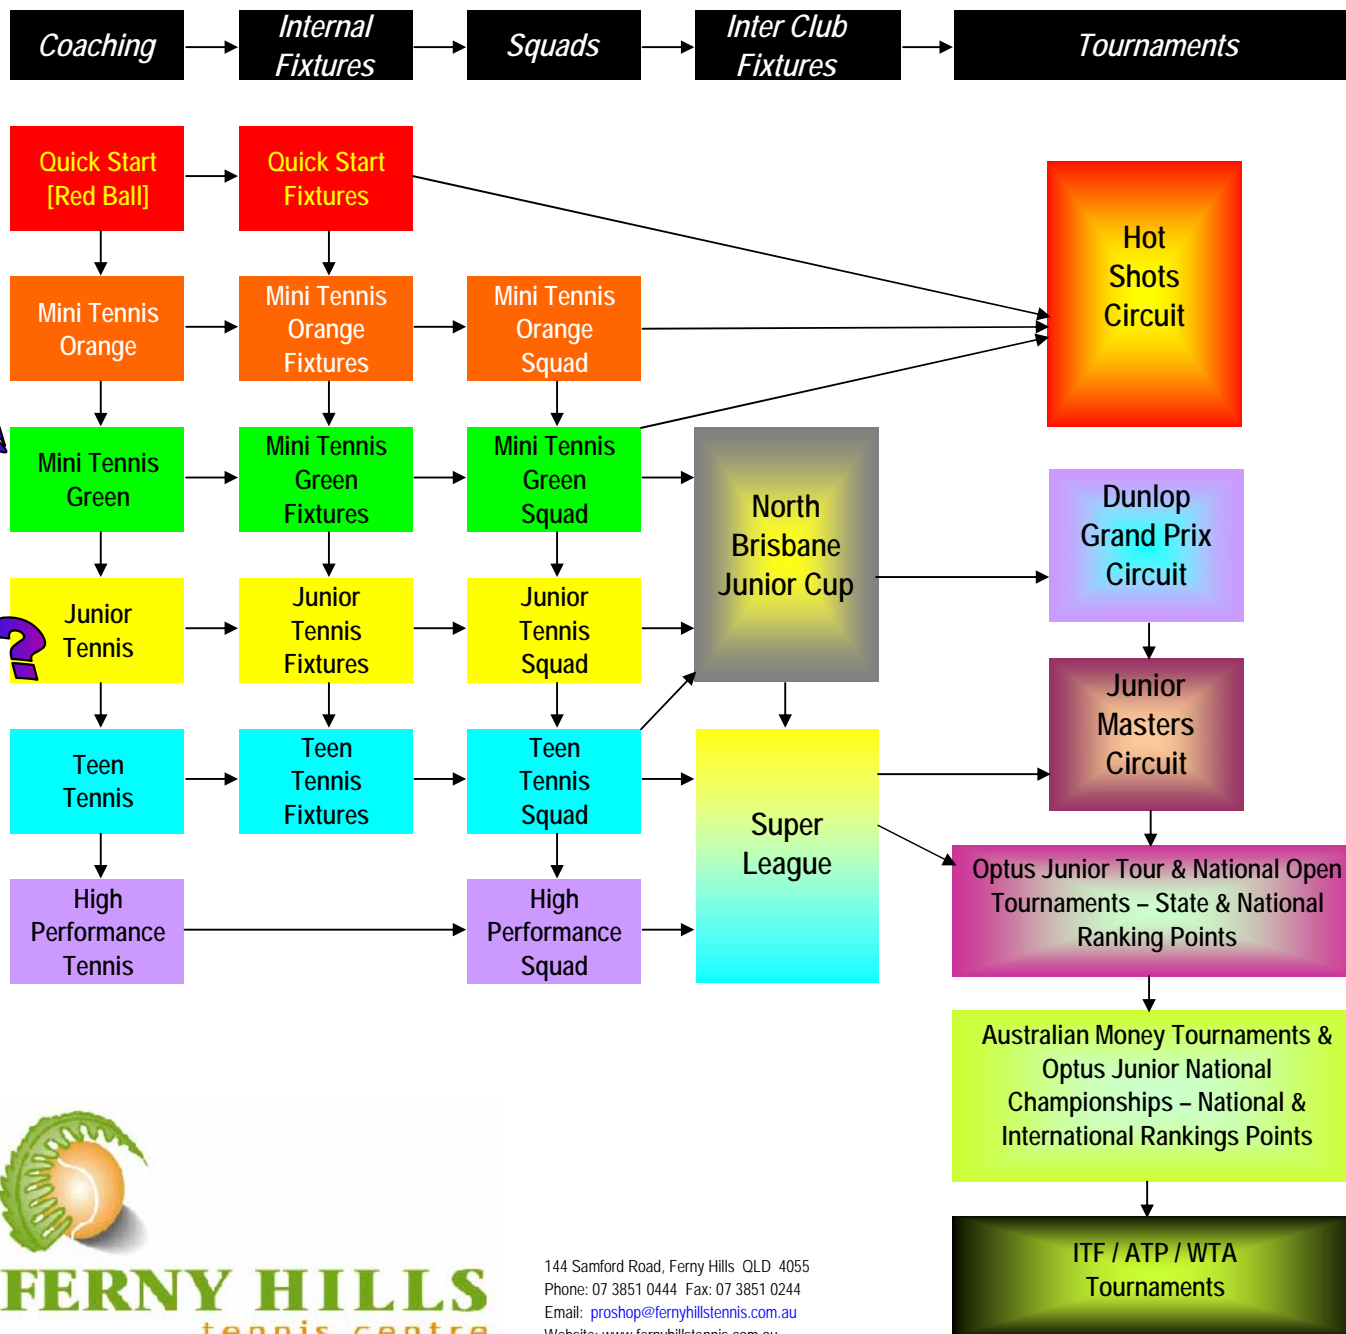 Coaching
Internal
Fixtures
Squads
Inter Club
Fixtures
Tournaments
Quick Start
[Red Ball]
Quick Start
Fixtures
Hot
Shots
Circuit
Mini Tennis
Orange
Mini Tennis
Orange
Fixtures
Mini Tennis
Orange
Squad
Mini Tennis
Green
Mini Tennis
Green
Fixtures
Mini Tennis
Green
Squad
North
Brisbane
Junior Cup
Dunlop
Grand Prix
Circuit
?
Junior
Tennis
Junior
Tennis
Fixtures
Junior
Tennis
Squad
Junior
Masters
Circuit
Teen
Tennis
Teen
Tennis
Fixtures
Teen
Tennis
Squad
Super
League
Optus Junior Tour & National Open
Tournaments – State & National
Ranking Points
High
Performance
Tennis
High
Performance
Squad
Australian Money Tournaments &
Optus Junior National
Championships – National &
International Rankings Points
ITF / ATP / WTA
Tournaments
FERNY HILLS
tennis centre
144 Samford Road, Ferny Hills QLD 4055
Phone: 07 3851 0444 Fax: 07 3851 0244
Email: proshop@fernyhillstennis.com.au
Website: www.fernyhillstennis.com.au